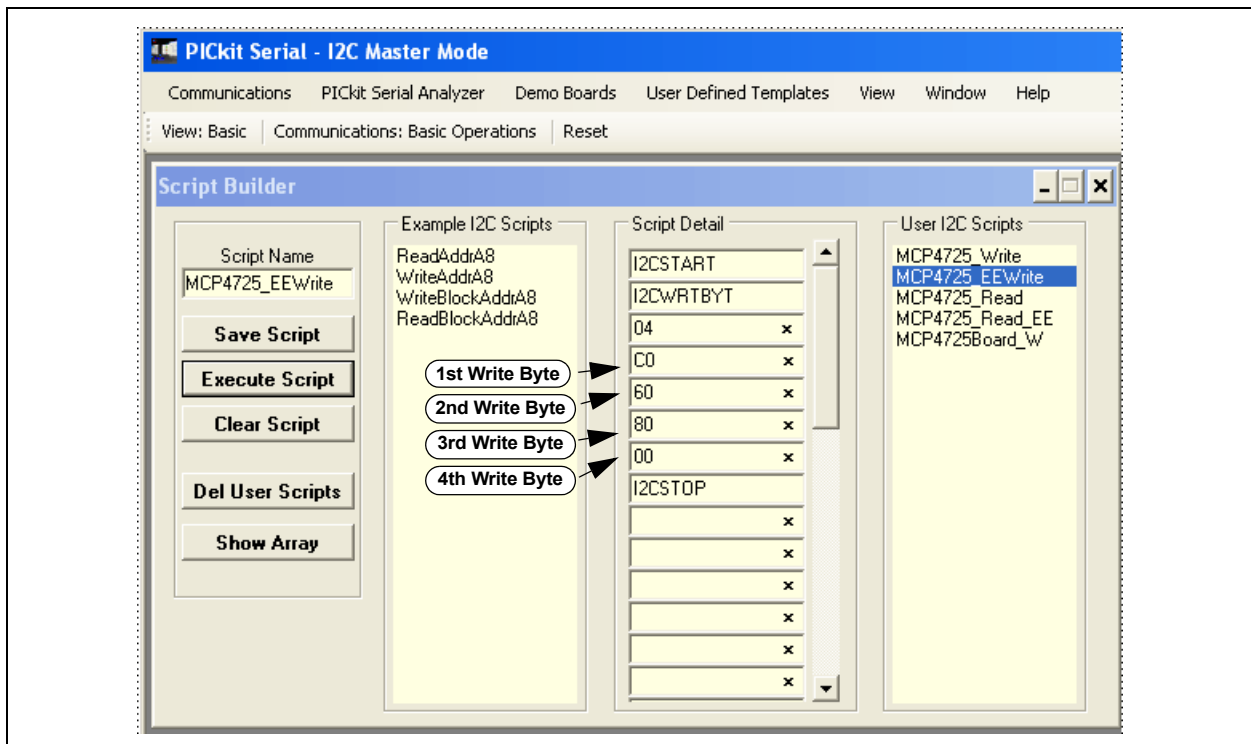 PICkit Serial - I2C Master Mode
Communications PICkit Serial Analyzer Demo Boards User Defined Templates View Window Help
View: Basic Communications: Basic Operations Reset
Script Builder
Script Name
MCP4725_EEWrite
Save Script
Execute Script
Clear Script
Del User Scripts
Show Array
Example I2C Scripts
ReadAddrA8
WriteAddrA8
WriteBlockAddrA8
ReadBlockAddrA8
1st Write Byte
2nd Write Byte
3rd Write Byte
4th Write Byte
Script Detail
I2CSTART
I2CWRTBYT
04 x
C0 x
60 x
80 x
00 x
I2CSTOP
x
x
x
x
x
x
User I2C Scripts
MCP4725_Write
MCP4725_EEWrite
MCP4725_Read
MCP4725_Read_EE
MCP4725Board_W